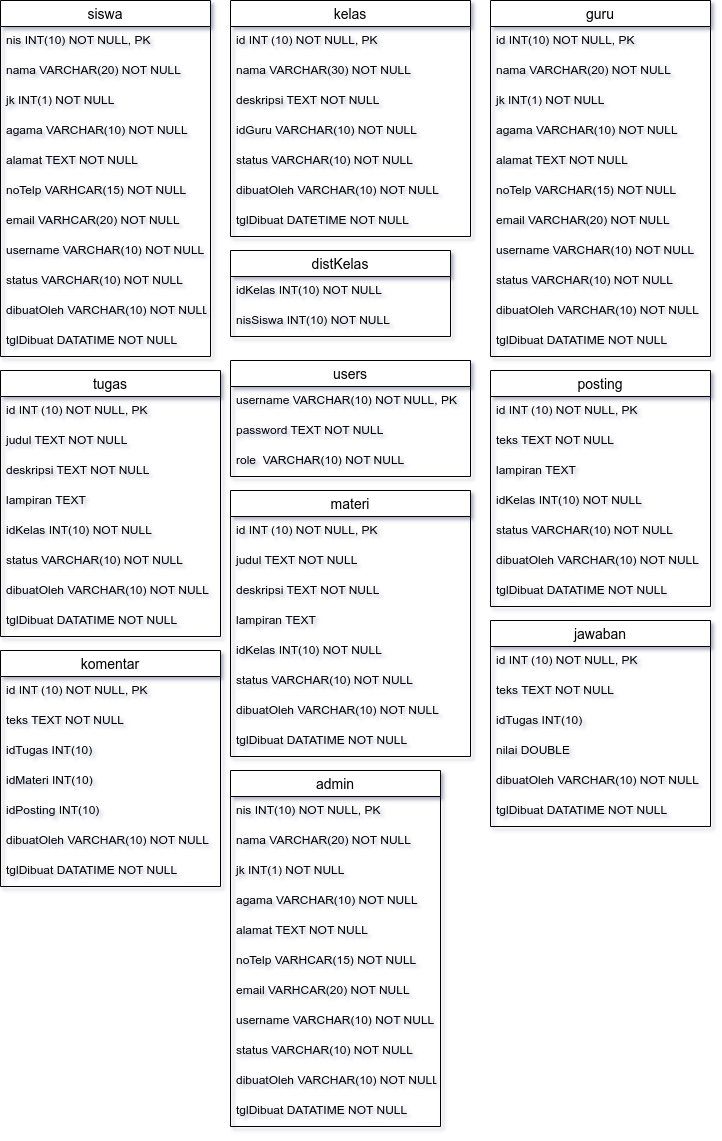 siswa
nis INT(10) NOT NULL, PK
nama VARCHAR(20) NOT NULL
jk INT(1) NOT NULL
agama VARCHAR(10) NOT NULL
alamat TEXT NOT NULL
noTelp VARHCAR(15) NOT NULL
email VARHCAR(20) NOT NULL
username VARCHAR(10) NOT NULL
status VARCHAR(10) NOT NULL
dibuatOleh VARCHAR(10) NOT NULL
tglDibuat DATATIME NOT NULL
kelas
id INT (10) NOT NULL, PK
nama VARCHAR(30) NOT NULL
deskripsi TEXT NOT NULL
idGuru VARCHAR(10) NOT NULL
status VARCHAR(10) NOT NULL
dibuatOleh VARCHAR(10) NOT NULL
tglDibuat DATETIME NOT NULL
guru
id INT(10) NOT NULL, PK
nama VARCHAR(20) NOT NULL
jk INT(1) NOT NULL
agama VARCHAR(10) NOT NULL
alamat TEXT NOT NULL
noTelp VARCHAR(15) NOT NULL
email VARCHAR(20) NOT NULL
username VARCHAR(10) NOT NULL
status VARCHAR(10) NOT NULL
dibuatOleh VARCHAR(10) NOT NULL
tglDibuat DATATIME NOT NULL
distKelas
idKelas INT(10) NOT NULL
nisSiswa INT(10) NOT NULL
users
username VARCHAR(10) NOT NULL, PK
password TEXT NOT NULL
role VARCHAR(10) NOT NULL
tugas
id INT (10) NOT NULL, PK
judul TEXT NOT NULL
deskripsi TEXT NOT NULL
lampiran TEXT
idKelas INT(10) NOT NULL
status VARCHAR(10) NOT NULL
dibuatOleh VARCHAR(10) NOT NULL
tglDibuat DATATIME NOT NULL
posting
id INT (10) NOT NULL, PK
teks TEXT NOT NULL
lampiran TEXT
idKelas INT(10) NOT NULL
status VARCHAR(10) NOT NULL
dibuatOleh VARCHAR(10) NOT NULL
tglDibuat DATATIME NOT NULL
materi
id INT (10) NOT NULL, PK
judul TEXT NOT NULL
deskripsi TEXT NOT NULL
lampiran TEXT
idKelas INT(10) NOT NULL
status VARCHAR(10) NOT NULL
dibuatOleh VARCHAR(10) NOT NULL
tglDibuat DATATIME NOT NULL
jawaban
id INT (10) NOT NULL, PK
teks TEXT NOT NULL
idTugas INT(10)
nilai DOUBLE
dibuatOleh VARCHAR(10) NOT NULL
tglDibuat DATATIME NOT NULL
komentar
id INT (10) NOT NULL, PK
teks TEXT NOT NULL
idTugas INT(10)
idMateri INT(10)
idPosting INT(10)
dibuatOleh VARCHAR(10) NOT NULL
tglDibuat DATATIME NOT NULL
admin
nis INT(10) NOT NULL, PK
nama VARCHAR(20) NOT NULL
jk INT(1) NOT NULL
agama VARCHAR(10) NOT NULL
alamat TEXT NOT NULL
noTelp VARHCAR(15) NOT NULL
email VARHCAR(20) NOT NULL
username VARCHAR(10) NOT NULL
status VARCHAR(10) NOT NULL
dibuatOleh VARCHAR(10) NOT NULL
tglDibuat DATATIME NOT NULL